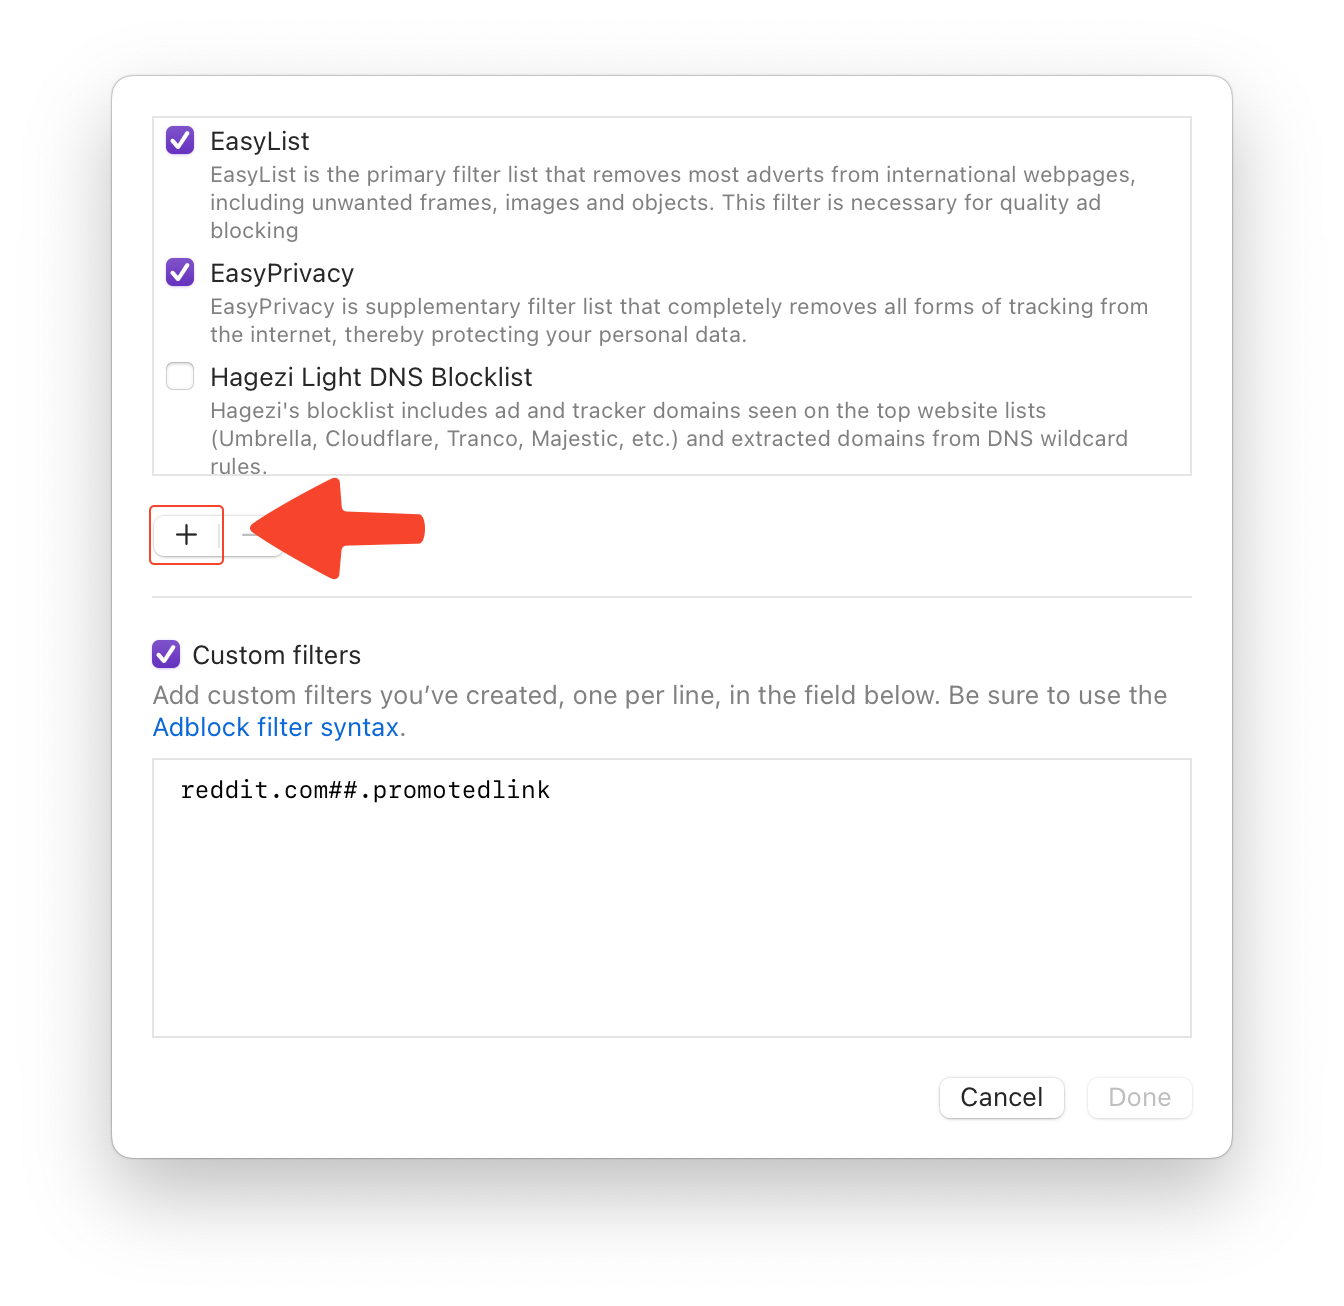 EasyList
EasyList is the primary filter list that removes most adverts from international webpages,
including unwanted frames, images and objects. This filter is necessary for quality ad
blocking
EasyPrivacy
EasyPrivacy is supplementary filter list that completely removes all forms of tracking from
the internet, thereby protecting your personal data.
Hagezi Light DNS Blocklist
Hagezi's blocklist includes ad and tracker domains seen on the top website lists
(Umbrella, Cloudflare, Tranco, Majestic, etc.) and extracted domains from DNS wildcard
rules.
+ −
Custom filters
Add custom filters you’ve created, one per line, in the field below. Be sure to use the
Adblock filter syntax.
reddit.com##.promotedlink
Cancel Done